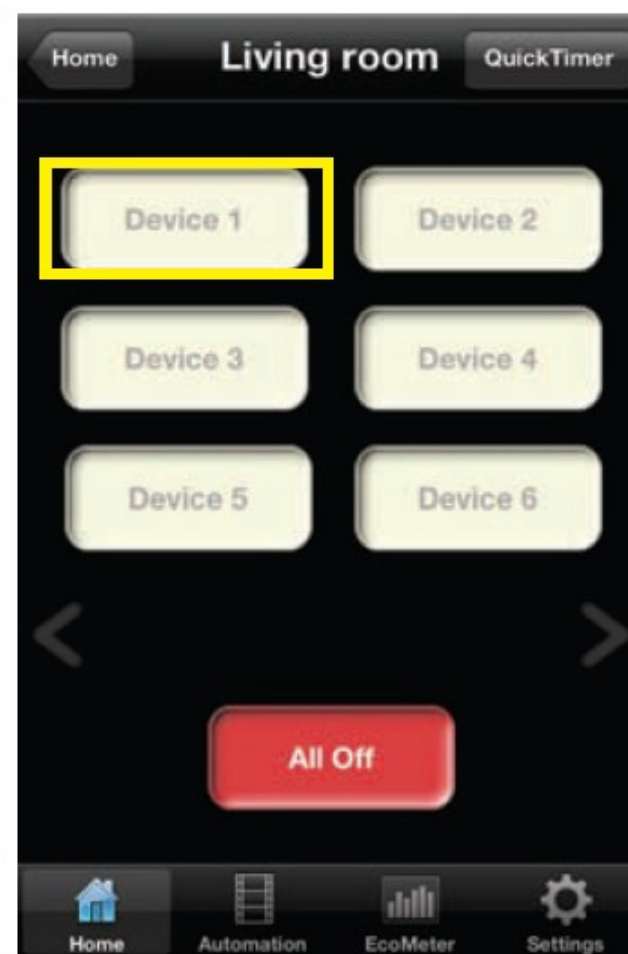 Home Living room QuickTimer
Device 1 Device 2
Device 3 Device 4
Device 5 Device 6
All Off
Home Automation EcoMeter Settings